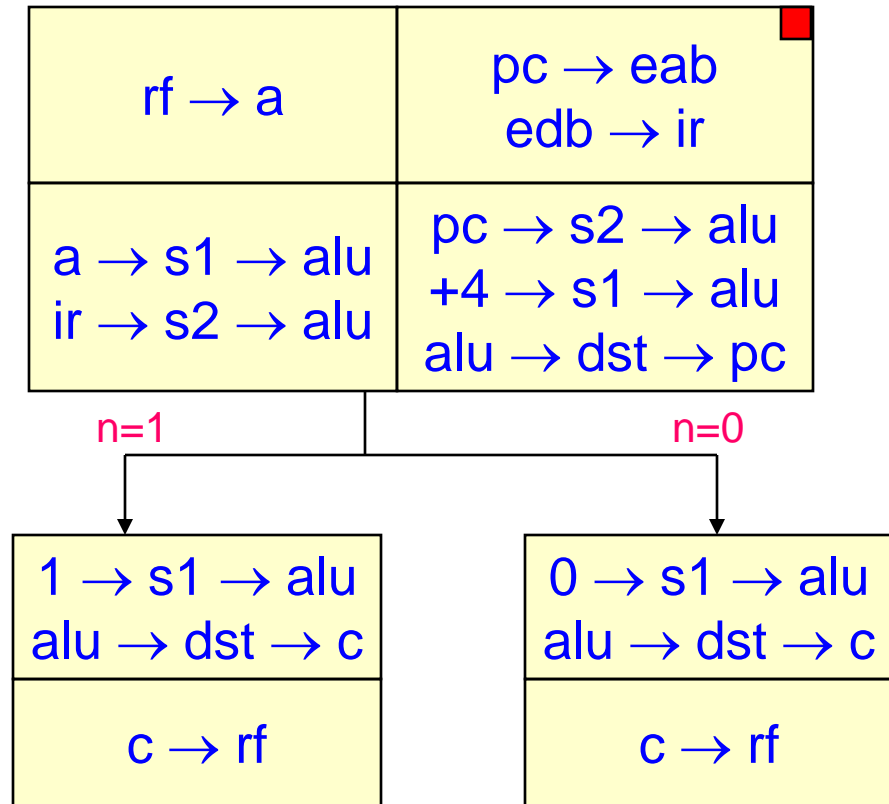 rf → a
pc → eab
edb → ir
a → s1 → alu
ir → s2 → alu
pc → s2 → alu
+4 → s1 → alu
alu → dst → pc
n=1
n=0
1 → s1 → alu
alu → dst → c
0 → s1 → alu
alu → dst → c
c → rf
c → rf